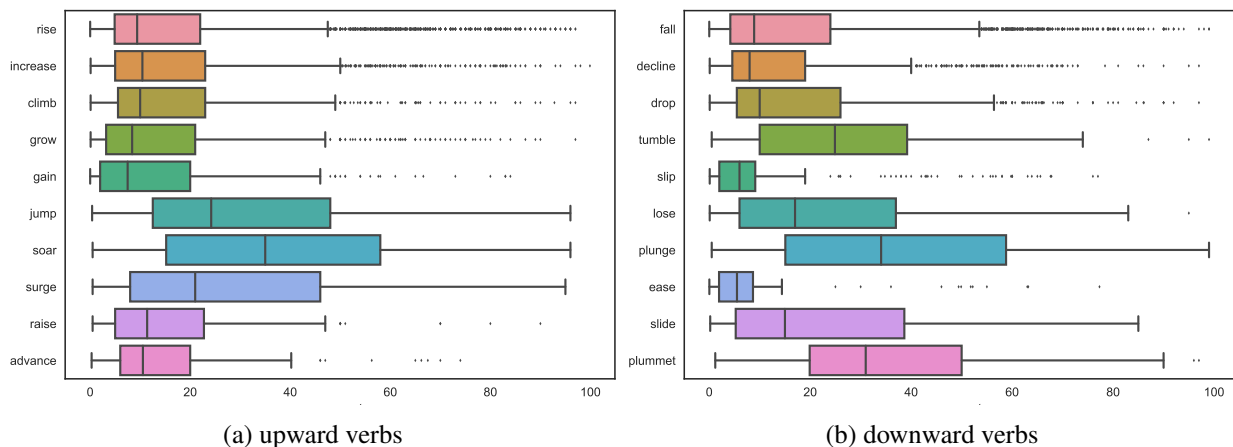 rise
increase
climb
grow
gain
jump
soar
surge
raise
advance
0 20 40 60 80 100
(a) upward verbs
fall
decline
drop
tumble
slip
lose
plunge
ease
slide
plummet
0 20 40 60 80 100
(b) downward verbs